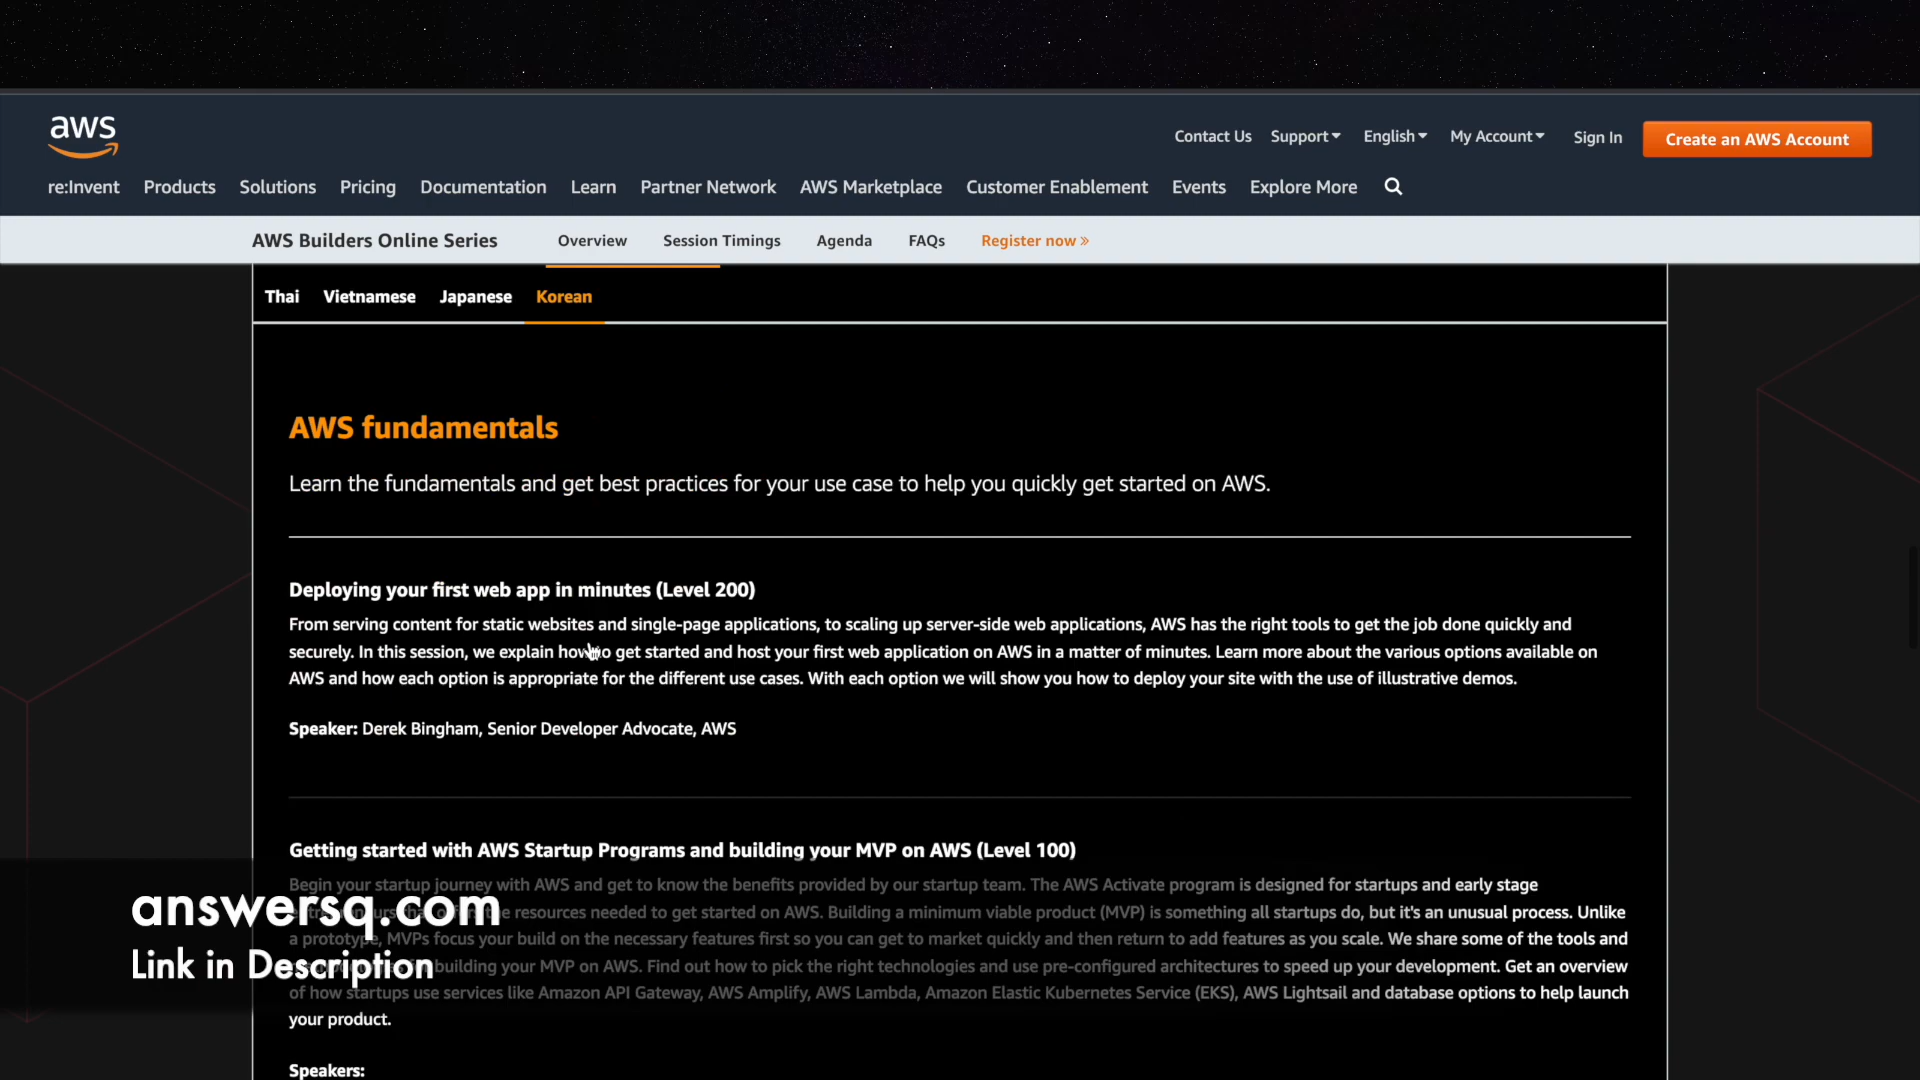 aws
Contact Us Support English My Account Sign In Create an AWS Account
re:Invent Products Solutions Pricing Documentation Learn Partner Network AWS Marketplace Customer Enablement Events Explore More
AWS Builders Online Series Overview Session Timings Agenda FAQs Register now »
Thai Vietnamese Japanese Korean
AWS fundamentals
Learn the fundamentals and get best practices for your use case to help you quickly get started on AWS.
Deploying your first web app in minutes (Level 200)
From serving content for static websites and single-page applications, to scaling up server-side web applications, AWS has the right tools to get the job done quickly and
securely. In this session, we explain how to get started and host your first web application on AWS in a matter of minutes. Learn more about the various options available on
AWS and how each option is appropriate for the different use cases. With each option we will show you how to deploy your site with the use of illustrative demos.
Speaker: Derek Bingham, Senior Developer Advocate, AWS
Getting started with AWS Startup Programs and building your MVP on AWS (Level 100)
Begin your startup journey with AWS and get to know the benefits provided by our startup team. The AWS Activate program is designed for startups and early stage
resources needed to get started on AWS. Building a minimum viable product (MVP) is something all startups do, but it's an unusual process. Unlike
a prototype, MVPs focus your build on the necessary features first so you can get to market quickly and then return to add features as you scale. We share some of the tools and
building your MVP on AWS. Find out how to pick the right technologies and use pre-configured architectures to speed up your development. Get an overview
of how startups use services like Amazon API Gateway, AWS Amplify, AWS Lambda, Amazon Elastic Kubernetes Service (EKS), AWS Lightsail and database options to help launch
your product.
Speakers:
answersq.com
Link in Description